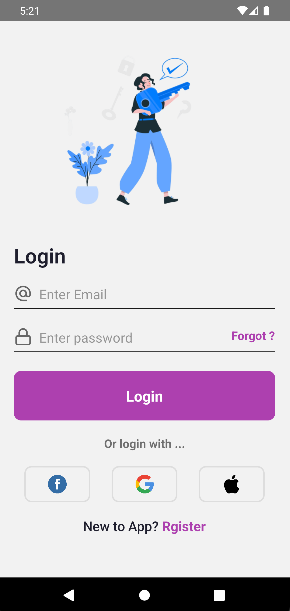 5:21
Login
Enter Email
Enter password Forgot ?
Login
Or login with ...
New to App? Rgister